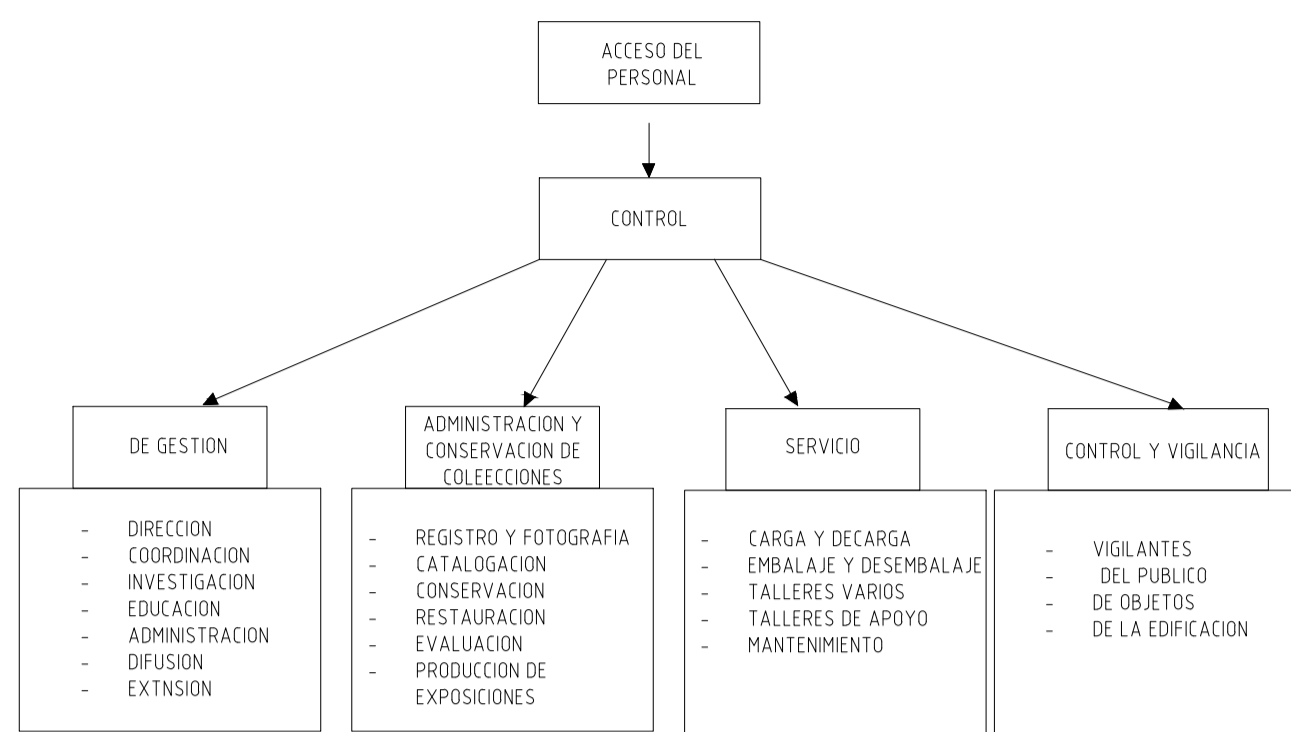 ACCESO DEL
PERSONAL
CONTROL
DE GESTION
- DIRECCION
- COORDINACION
- INVESTIGACION
- EDUCACION
- ADMINISTRACION
- DIFUSION
- EXTNSION
ADMINISTRACION Y
CONSERVACION DE
COLEECCIONES
- REGISTRO Y FOTOGRAFIA
- CATALOGACION
- CONSERVACION
- RESTAURACION
- EVALUACION
- PRODUCCION DE
EXPOSICIONES
SERVICIO
- CARGA Y DECARGA
- EMBALAJE Y DESEMBALAJE
- TALLERES VARIOS
- TALLERES DE APOYO
- MANTENIMIENTO
CONTROL Y VIGILANCIA
- VIGILANTES
- DEL PUBLICO
- DE OBJETOS
- DE LA EDIFICACION